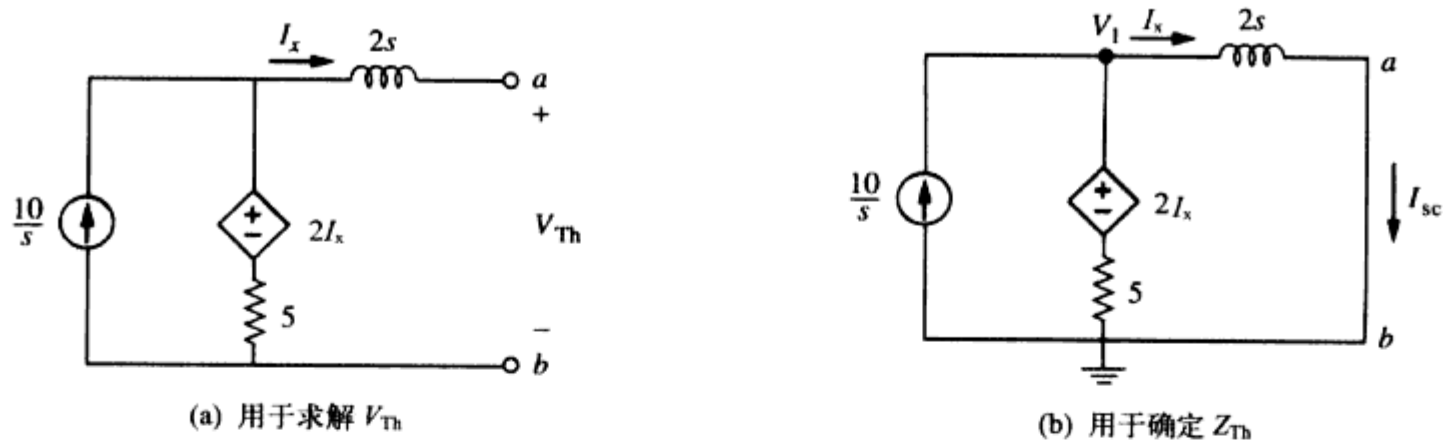 I_x
2s
a
+
10/s
+
−
2I_x
V_Th
5
−
b
(a) 用于求解 V_Th
V_1
I_x
2s
a
10/s
+
−
2I_x
I_sc
5
b
(b) 用于确定 Z_Th